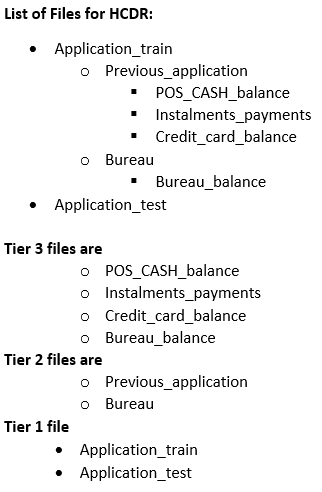 List of Files for HCDR:
• Application_train
o Previous_application
▪ POS_CASH_balance
▪ Instalments_payments
▪ Credit_card_balance
o Bureau
▪ Bureau_balance
• Application_test
Tier 3 files are
o POS_CASH_balance
o Instalments_payments
o Credit_card_balance
o Bureau_balance
Tier 2 files are
o Previous_application
o Bureau
Tier 1 file
• Application_train
• Application_test